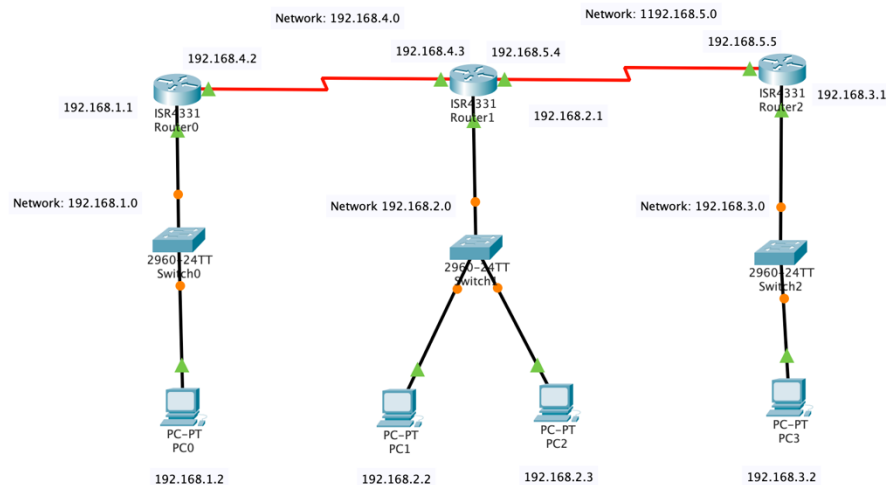 Network: 192.168.4.0
Network: 1192.168.5.0
192.168.4.2
192.168.4.3
192.168.5.4
192.168.5.5
192.168.1.1
ISR4331
Router0
ISR4331
Router1
192.168.2.1
ISR4331
Router2
192.168.3.1
Network: 192.168.1.0
Network 192.168.2.0
Network: 192.168.3.0
2960-24TT
Switch0
2960-24TT
Switch1
2960-24TT
Switch2
PC-PT
PC0
PC-PT
PC1
PC-PT
PC2
PC-PT
PC3
192.168.1.2
192.168.2.2
192.168.2.3
192.168.3.2